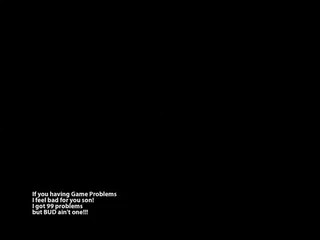 If you having Game Problems
I feel bad for you son!
I got 99 problems
but BUD ain't one!!!